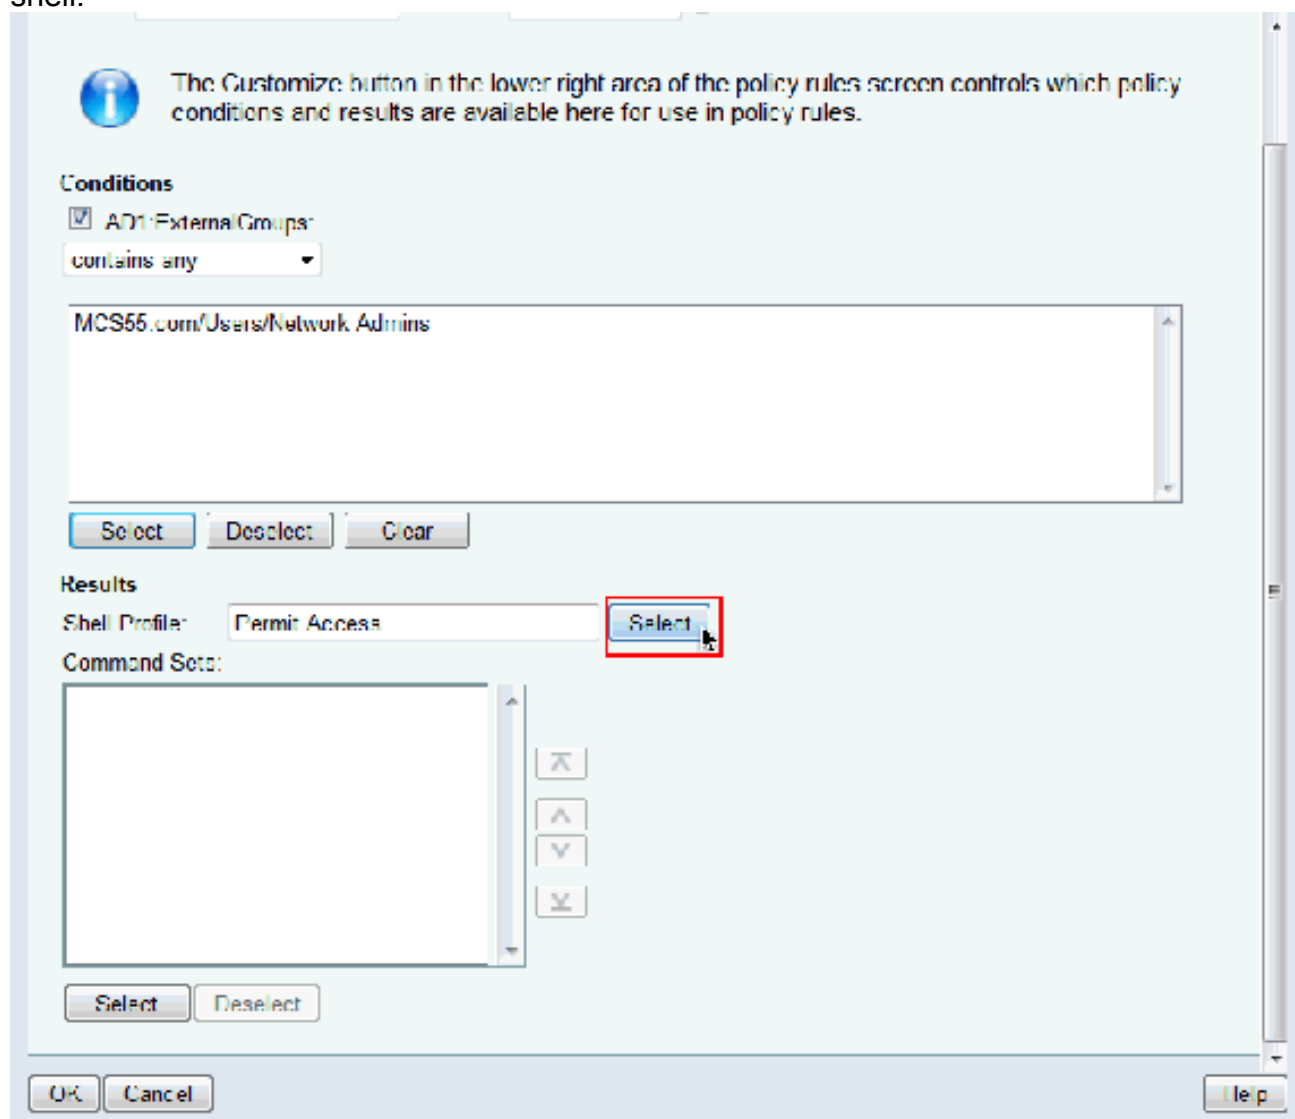 shell.
The Customize button in the lower right area of the policy rules screen controls which policy
conditions and results are available here for use in policy rules.
Conditions
AD1:ExternalGroups:
contains any
MCS55.com/Users/Network Admins
Select Deselect Clear
Results
Shell Profile: Permit Access Select
Command Sets:
Select Deselect
OK Cancel Help